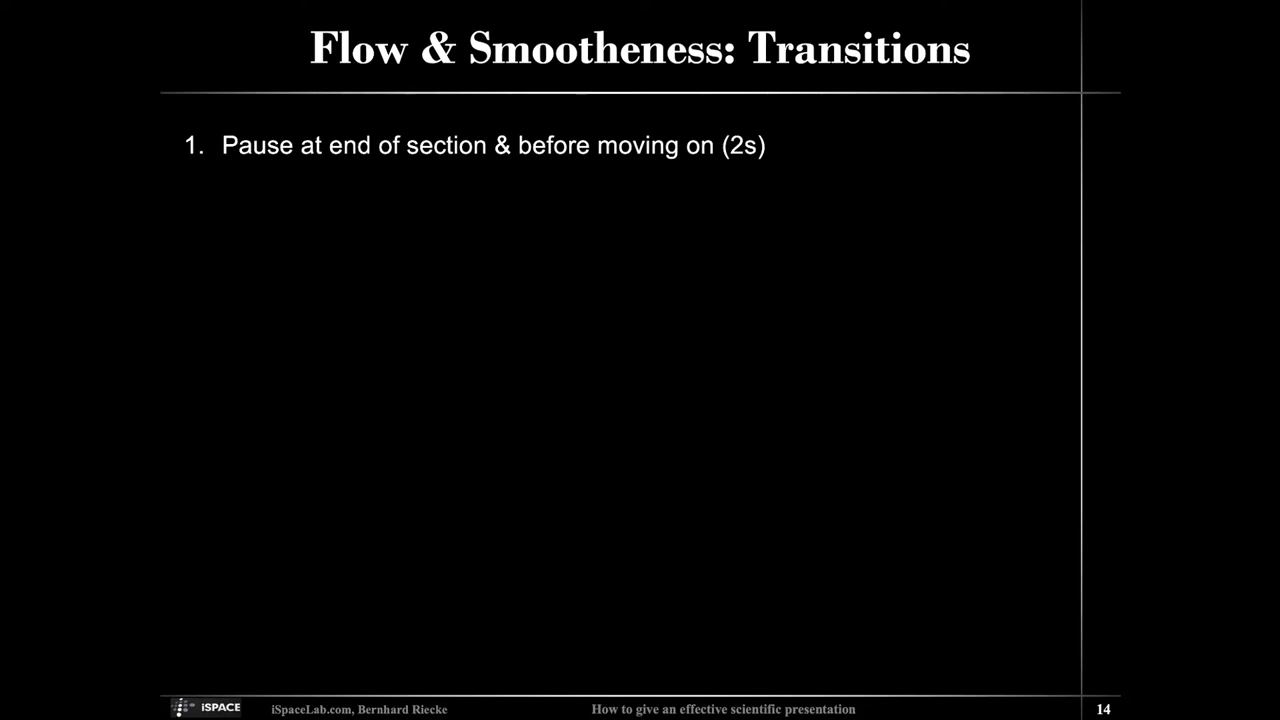 Flow & Smootheness: Transitions
1. Pause at end of section & before moving on (2s)
iSPACE
iSpaceLab.com, Bernhard Riecke
How to give an effective scientific presentation
14